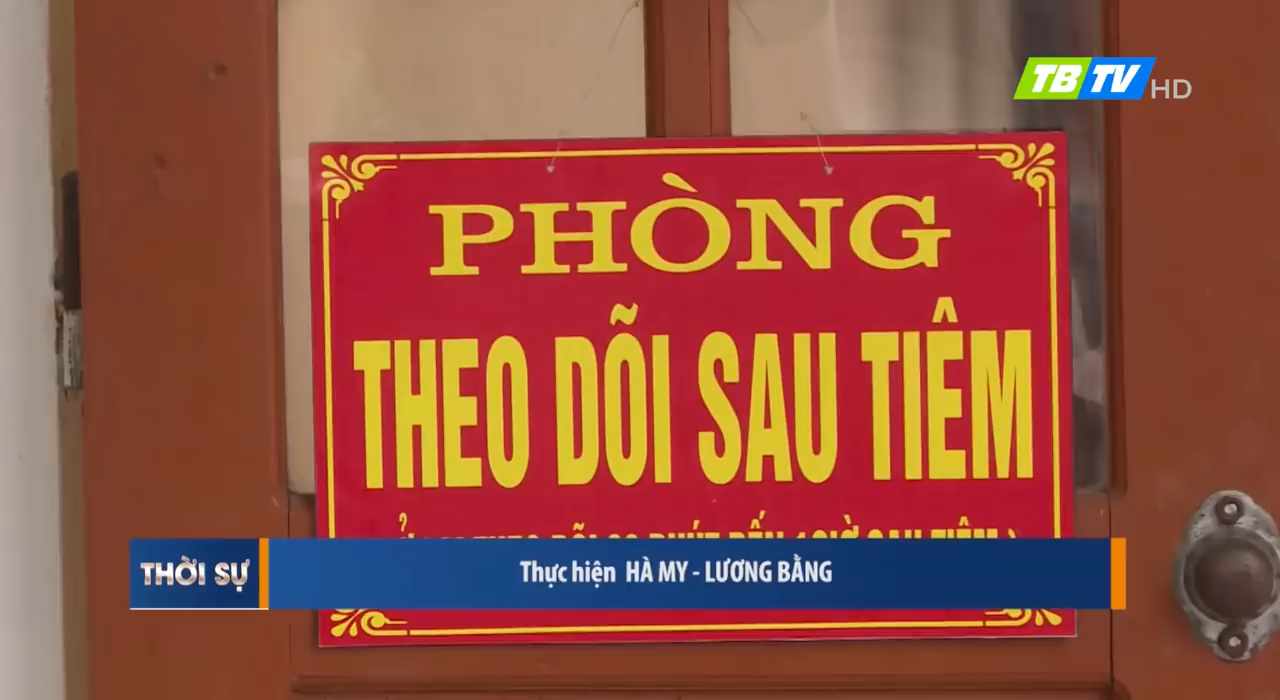 TBTV HD
PHÒNG
THEO DÕI SAU TIÊM
THỜI SỰ
Thực hiện HÀ MY - LƯƠNG BẰNG